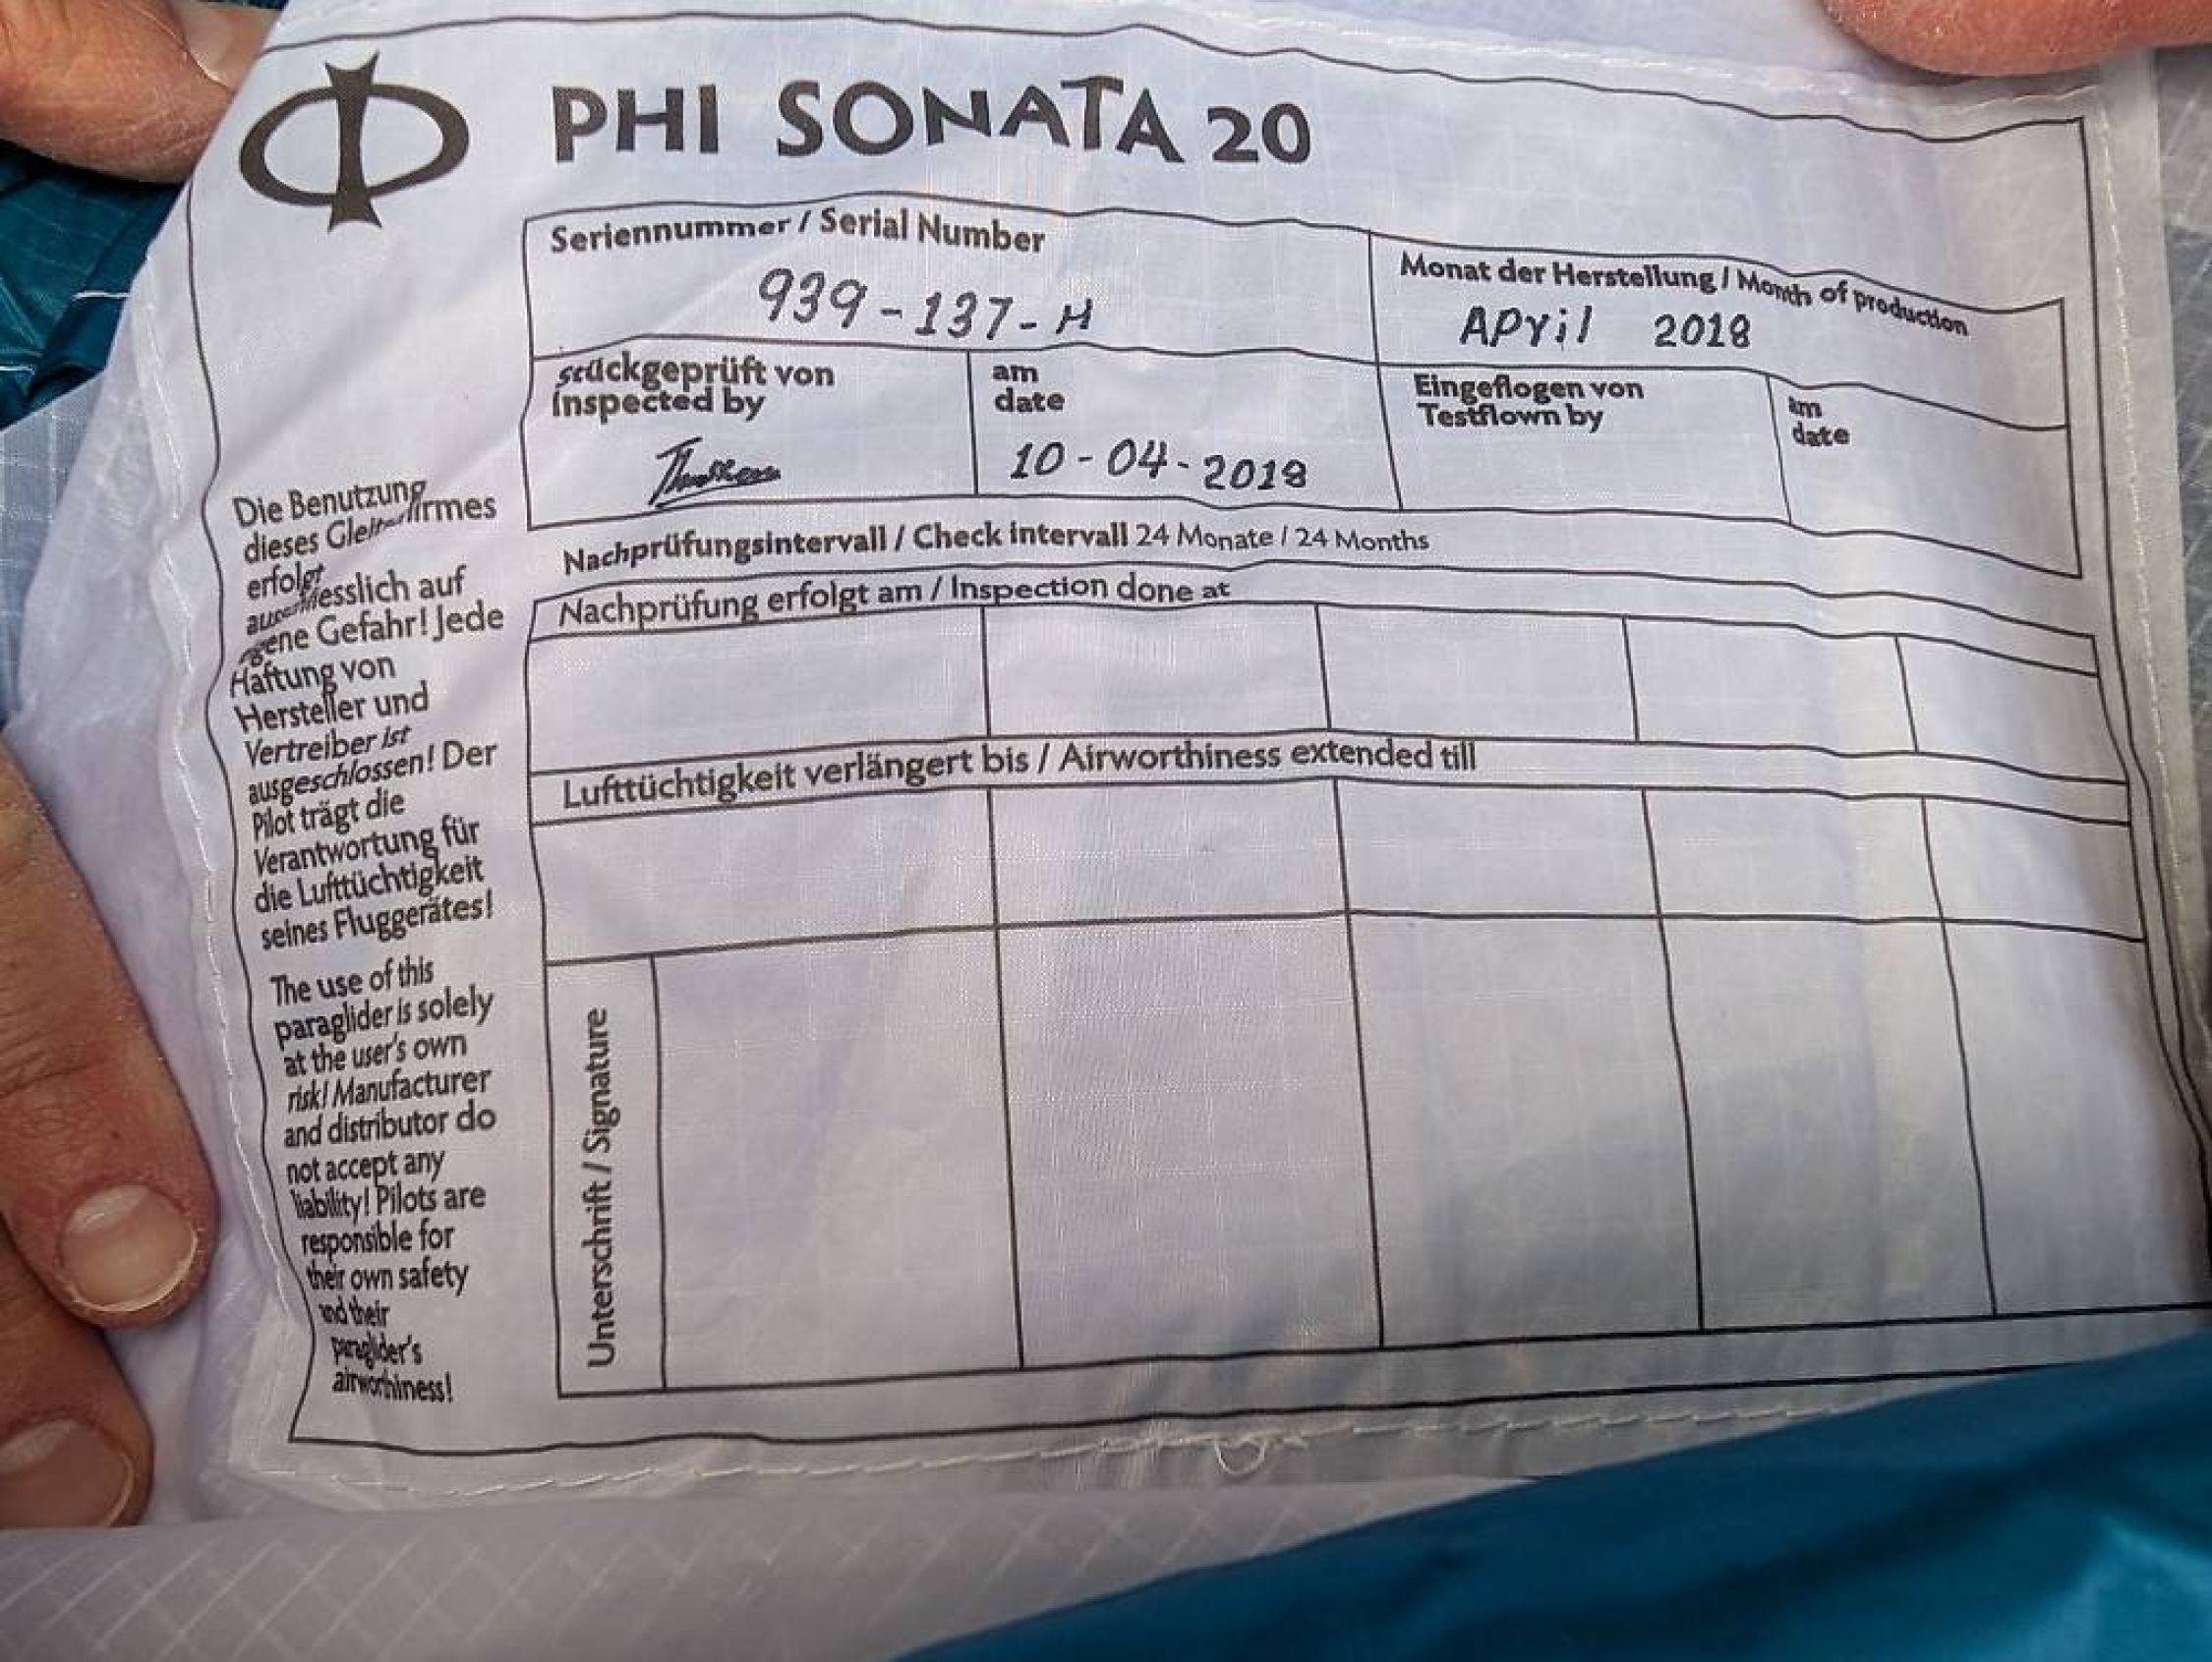 PHI SONATA 20
Seriennummer / Serial Number
939-137-H
Monat der Herstellung / Month of production
April 2018
stückgeprüft von
inspected by
am
date
10-04-2018
Eingeflogen von
Testflown by
am
date
Nachprüfungsintervall / Check intervall 24 Monate / 24 Months
Nachprüfung erfolgt am / Inspection done at
Lufttüchtigkeit verlängert bis / Airworthiness extended till
Unterschrift / Signature
Die Benutzung
dieses
erfolgt
auf
Gefahr! Jede
Haftung von
Hersteller und
Vertreiber ist
ausgeschlossen! Der
Pilot trägt die
Verantwortung für
die Lufttüchtigkeit
seines Fluggerätes!
The use of this
paraglider is solely
at the user's own
risk! Manufacturer
and distributor do
not accept any
liability! Pilots are
responsible for
their own safety
and their
paraglider's
airworthiness!